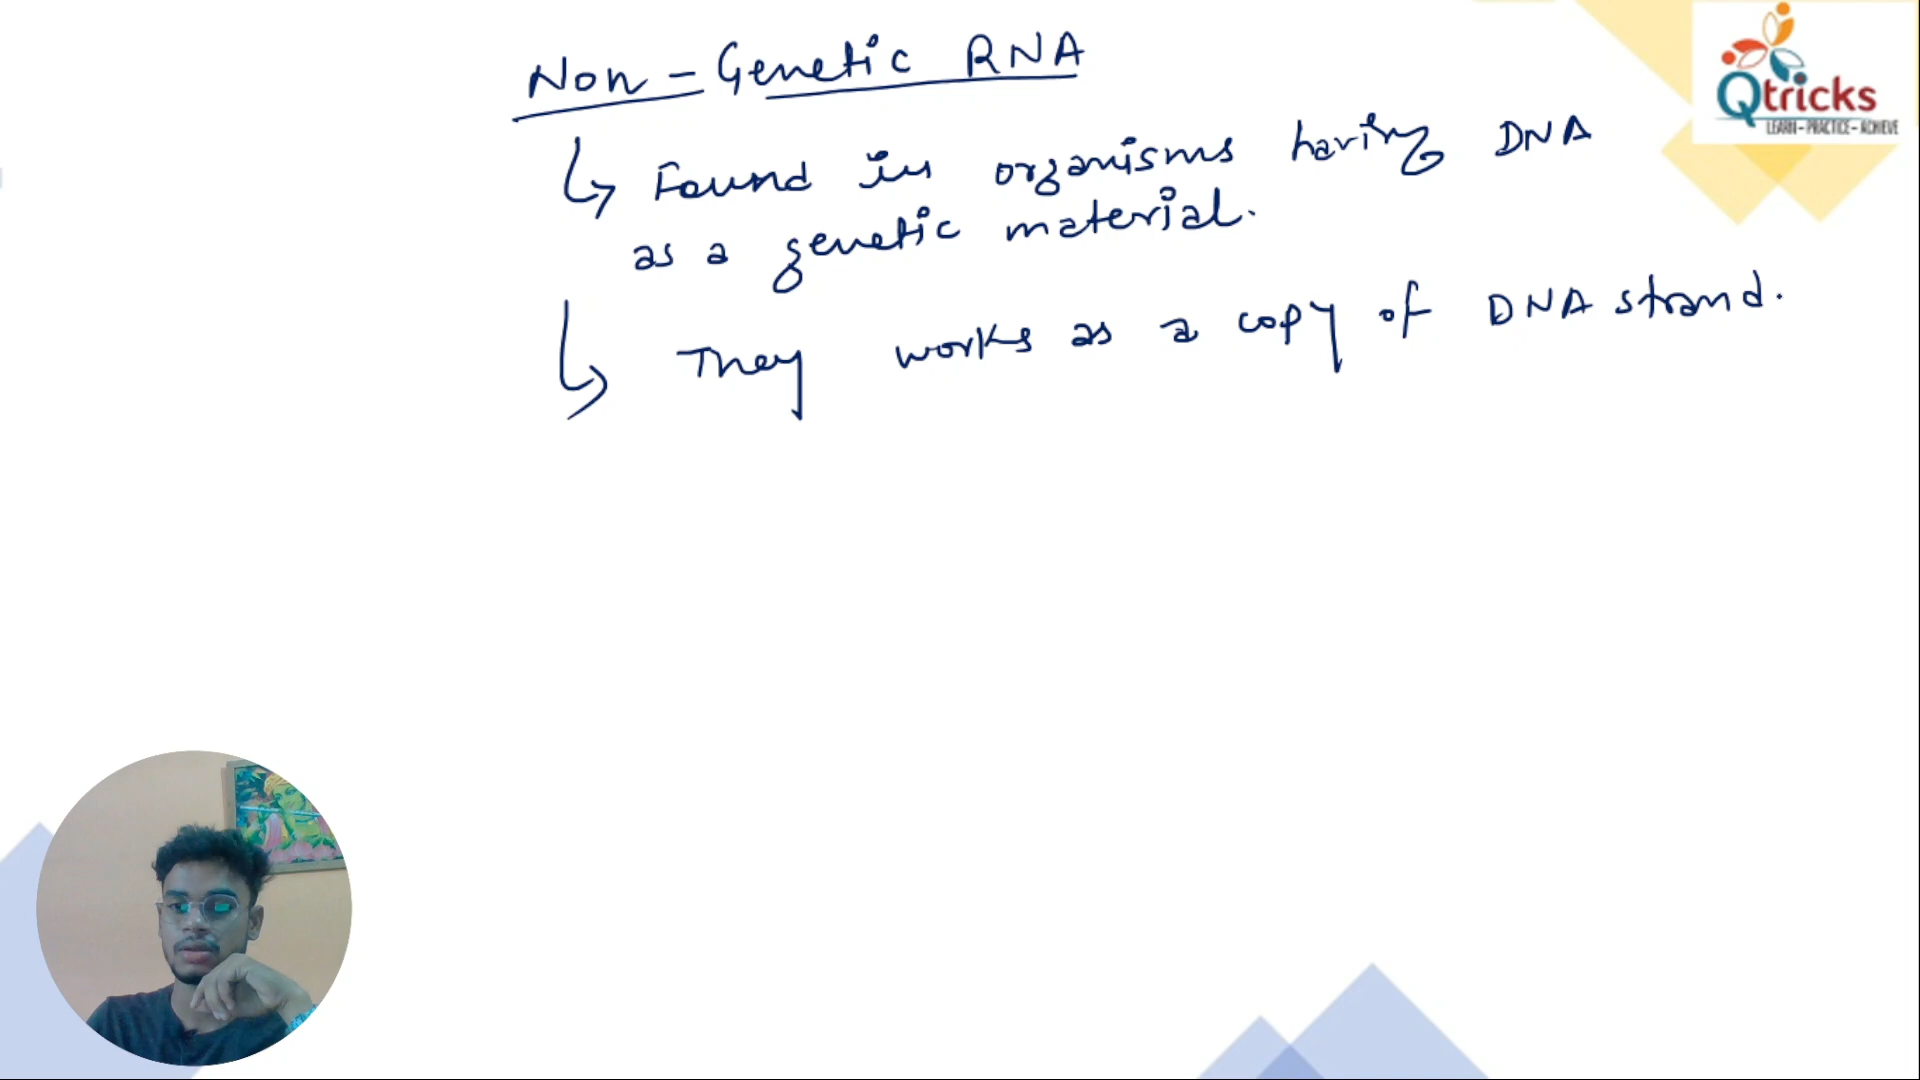 Non - Genetic RNA
Found in organisms having DNA
as a genetic material.
They works as a copy of DNA strand.
Qtricks
LEARN - PRACTICE - ACHIEVE